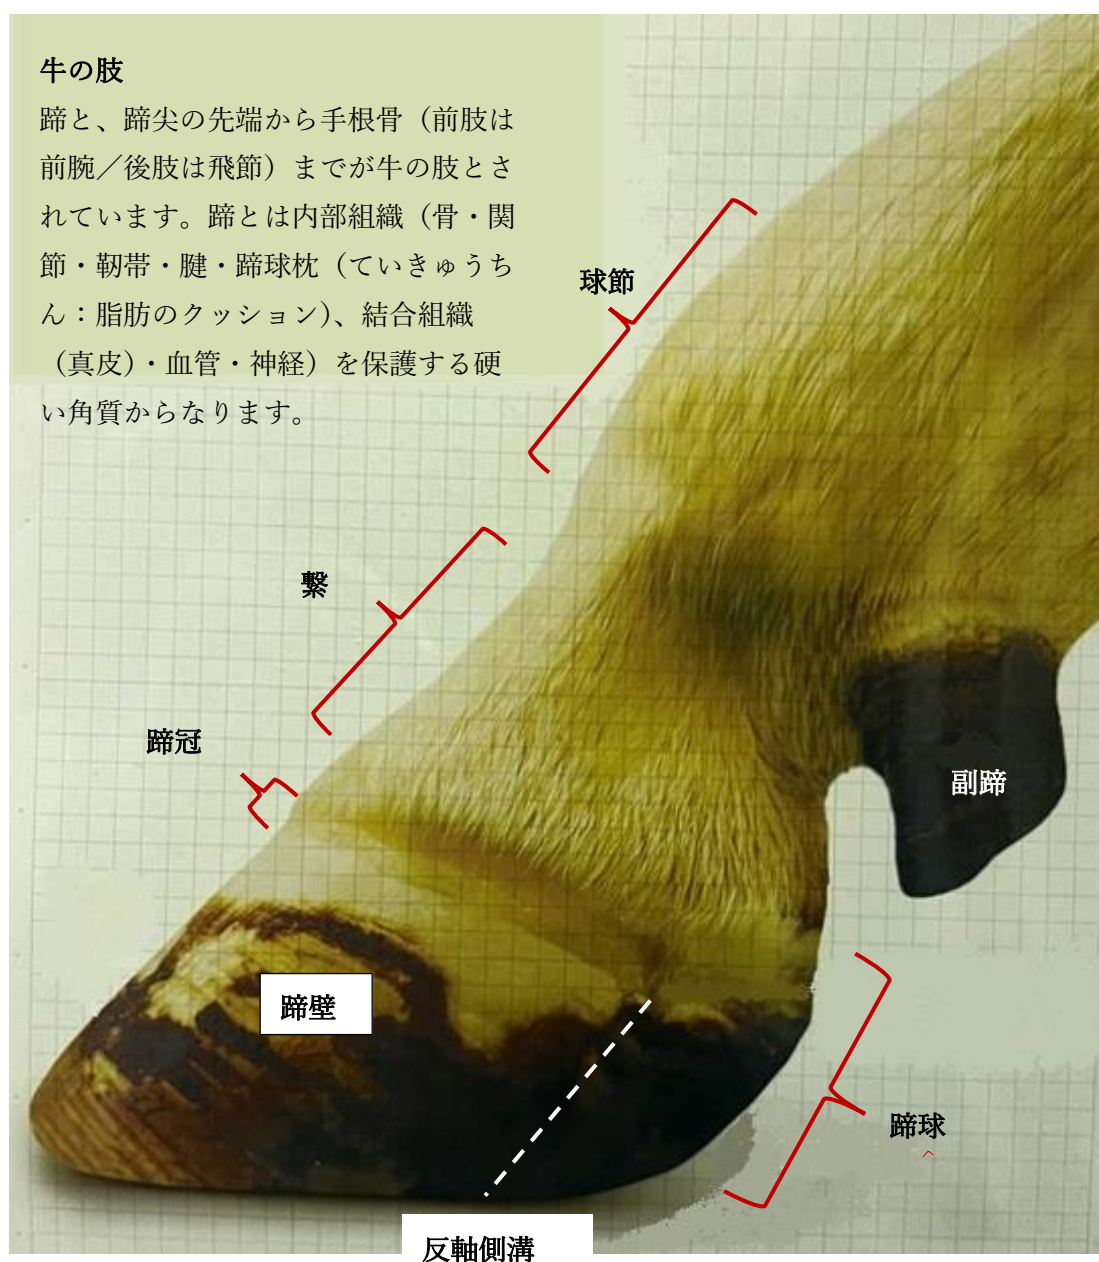 牛の肢
蹄と、蹄尖の先端から手根骨（前肢は
前腕／後肢は飛節）までが牛の肢とさ
れています。蹄とは内部組織（骨・関
節・靭帯・腱・蹄球枕（ていきゅうち
ん：脂肪のクッション)、結合組織
（真皮)・血管・神経）を保護する硬
い角質からなります。
球節
繋
蹄冠
副蹄
蹄壁
蹄球
反軸側溝